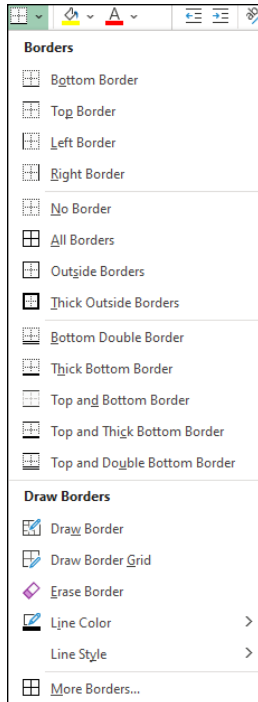 Borders
Bottom Border
Top Border
Left Border
Right Border
No Border
All Borders
Outside Borders
Thick Outside Borders
Bottom Double Border
Thick Bottom Border
Top and Bottom Border
Top and Thick Bottom Border
Top and Double Bottom Border
Draw Borders
Draw Border
Draw Border Grid
Erase Border
Line Color
Line Style
More Borders...